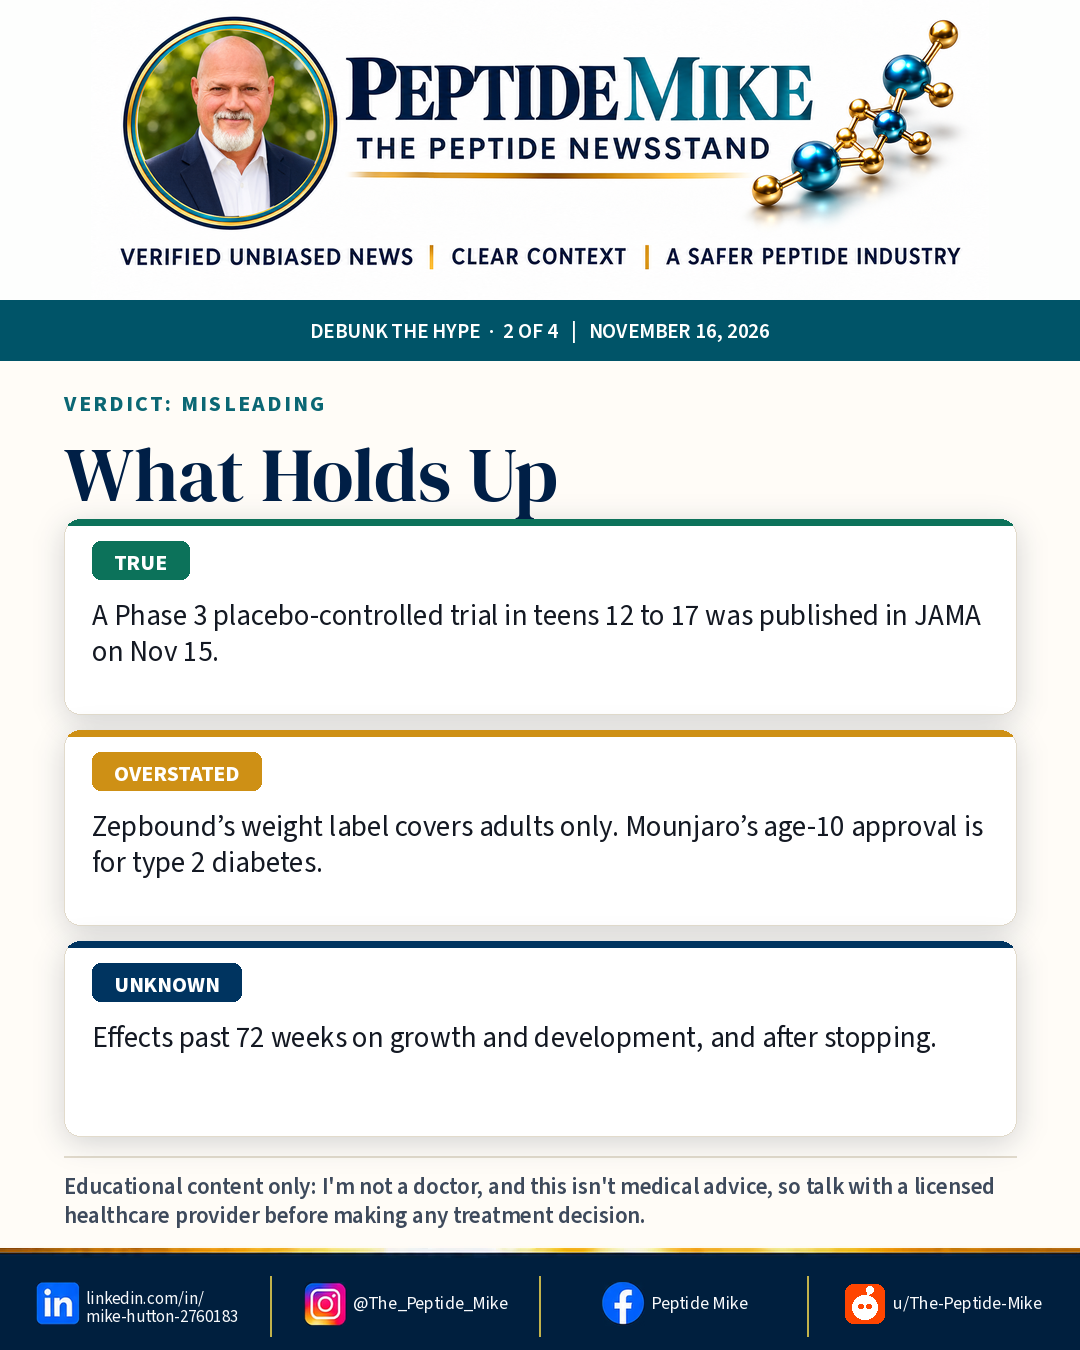 PEPTIDEMIKE
THE PEPTIDE NEWSSTAND
VERIFIED UNBIASED NEWS | CLEAR CONTEXT | A SAFER PEPTIDE INDUSTRY
DEBUNK THE HYPE · 2 OF 4 | NOVEMBER 16, 2026
VERDICT: MISLEADING
What Holds Up
TRUE
A Phase 3 placebo-controlled trial in teens 12 to 17 was published in JAMA
on Nov 15.
OVERSTATED
Zepbound’s weight label covers adults only. Mounjaro’s age-10 approval is
for type 2 diabetes.
UNKNOWN
Effects past 72 weeks on growth and development, and after stopping.
Educational content only: I'm not a doctor, and this isn't medical advice, so talk with a licensed
healthcare provider before making any treatment decision.
linkedin.com/in/
mike-hutton-2760183
@The_Peptide_Mike
Peptide Mike
u/The-Peptide-Mike